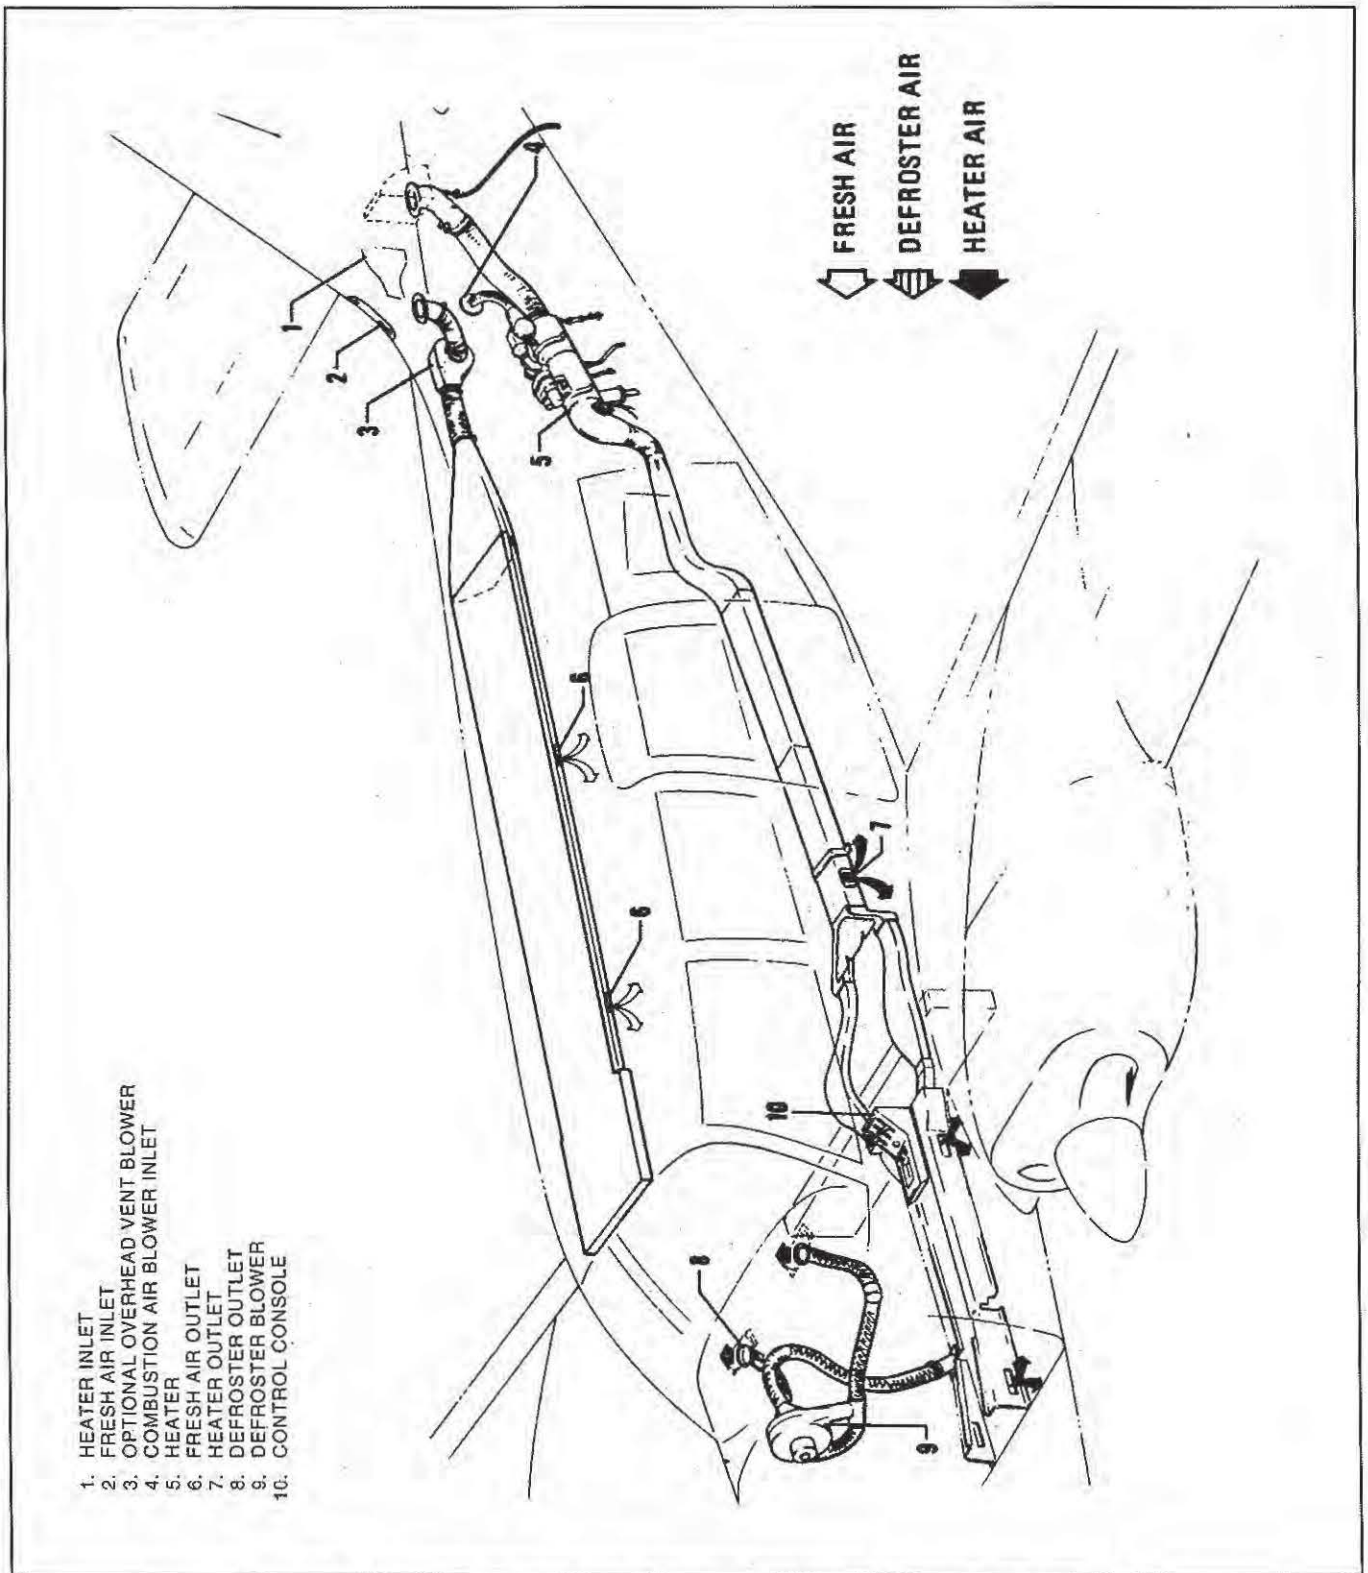 1. HEATER INLET
2. FRESH AIR INLET
3. OPTIONAL OVERHEAD VENT BLOWER
4. COMBUSTION AIR BLOWER INLET
5. HEATER
6. FRESH AIR OUTLET
7. HEATER OUTLET
8. DEFROSTER OUTLET
9. DEFROSTER BLOWER
10. CONTROL CONSOLE
1
2
3
4
5
6
6
7
8
9
10
FRESH AIR
DEFROSTER AIR
HEATER AIR